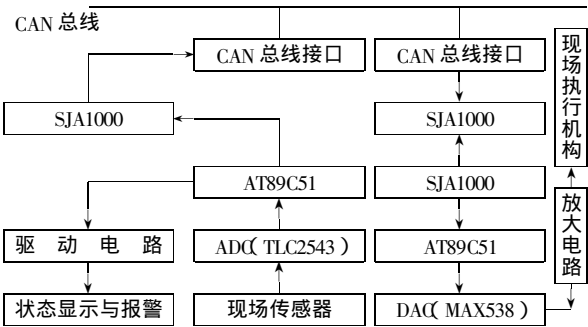 CAN 总线
CAN 总线接口
CAN 总线接口
现场执行机构
SJA1000
SJA1000
AT89C51
SJA1000
放大电路
驱动电路
ADC(TLC2543)
AT89C51
状态显示与报警
现场传感器
DAC(MAX538)